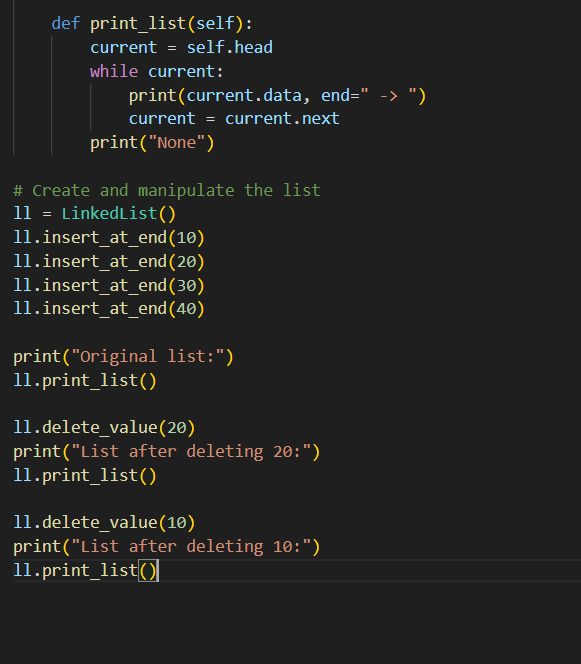 def print_list(self):
current = self.head
while current:
print(current.data, end=" -> ")
current = current.next
print("None")
# Create and manipulate the list
ll = LinkedList()
ll.insert_at_end(10)
ll.insert_at_end(20)
ll.insert_at_end(30)
ll.insert_at_end(40)
print("Original list:")
ll.print_list()
ll.delete_value(20)
print("List after deleting 20:")
ll.print_list()
ll.delete_value(10)
print("List after deleting 10:")
ll.print_list()